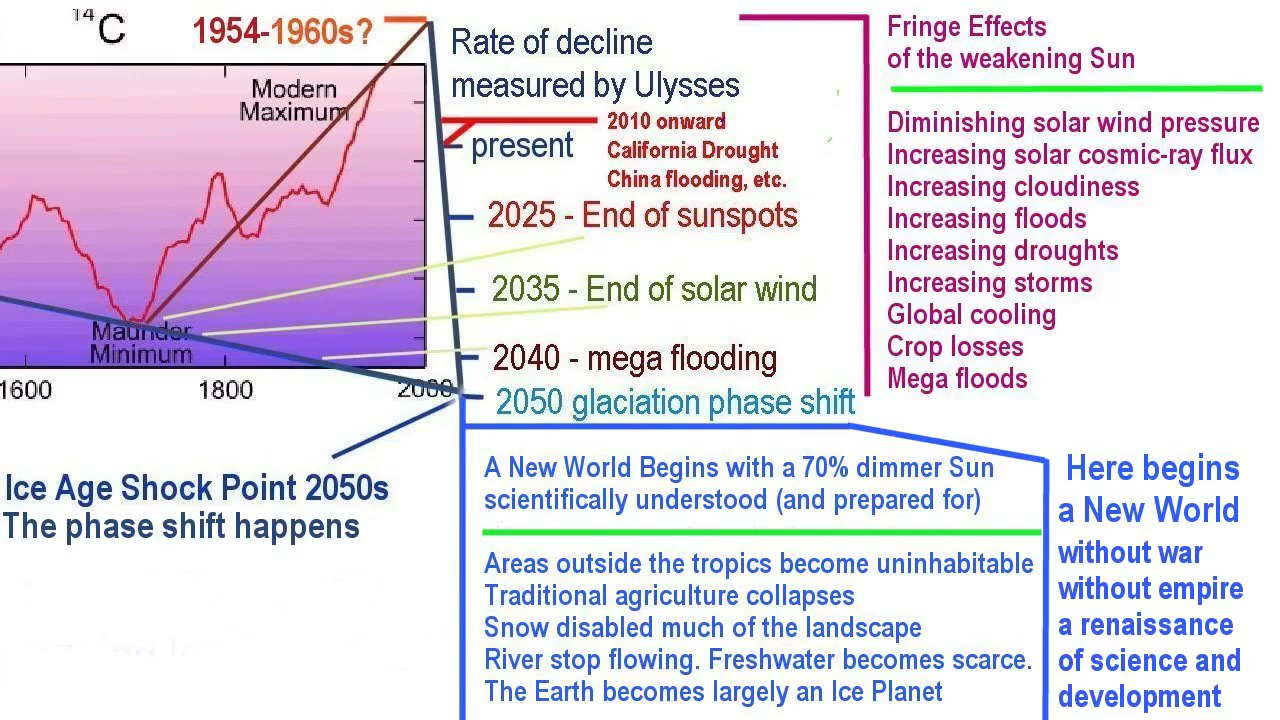 14C
1954-1960s?
Modern
Maximum
Maunder
Minimum
1600
1800
2000
Ice Age Shock Point 2050s
The phase shift happens
Rate of decline
measured by Ulysses
present
2010 onward
California Drought
China flooding, etc.
2025 - End of sunspots
2035 - End of solar wind
2040 - mega flooding
2050 glaciation phase shift
Fringe Effects
of the weakening Sun
Diminishing solar wind pressure
Increasing solar cosmic-ray flux
Increasing cloudiness
Increasing floods
Increasing droughts
Increasing storms
Global cooling
Crop losses
Mega floods
A New World Begins with a 70% dimmer Sun
scientifically understood (and prepared for)
Areas outside the tropics become uninhabitable
Traditional agriculture collapses
Snow disabled much of the landscape
River stop flowing. Freshwater becomes scarce.
The Earth becomes largely an Ice Planet
Here begins
a New World
without war
without empire
a renaissance
of science and
development